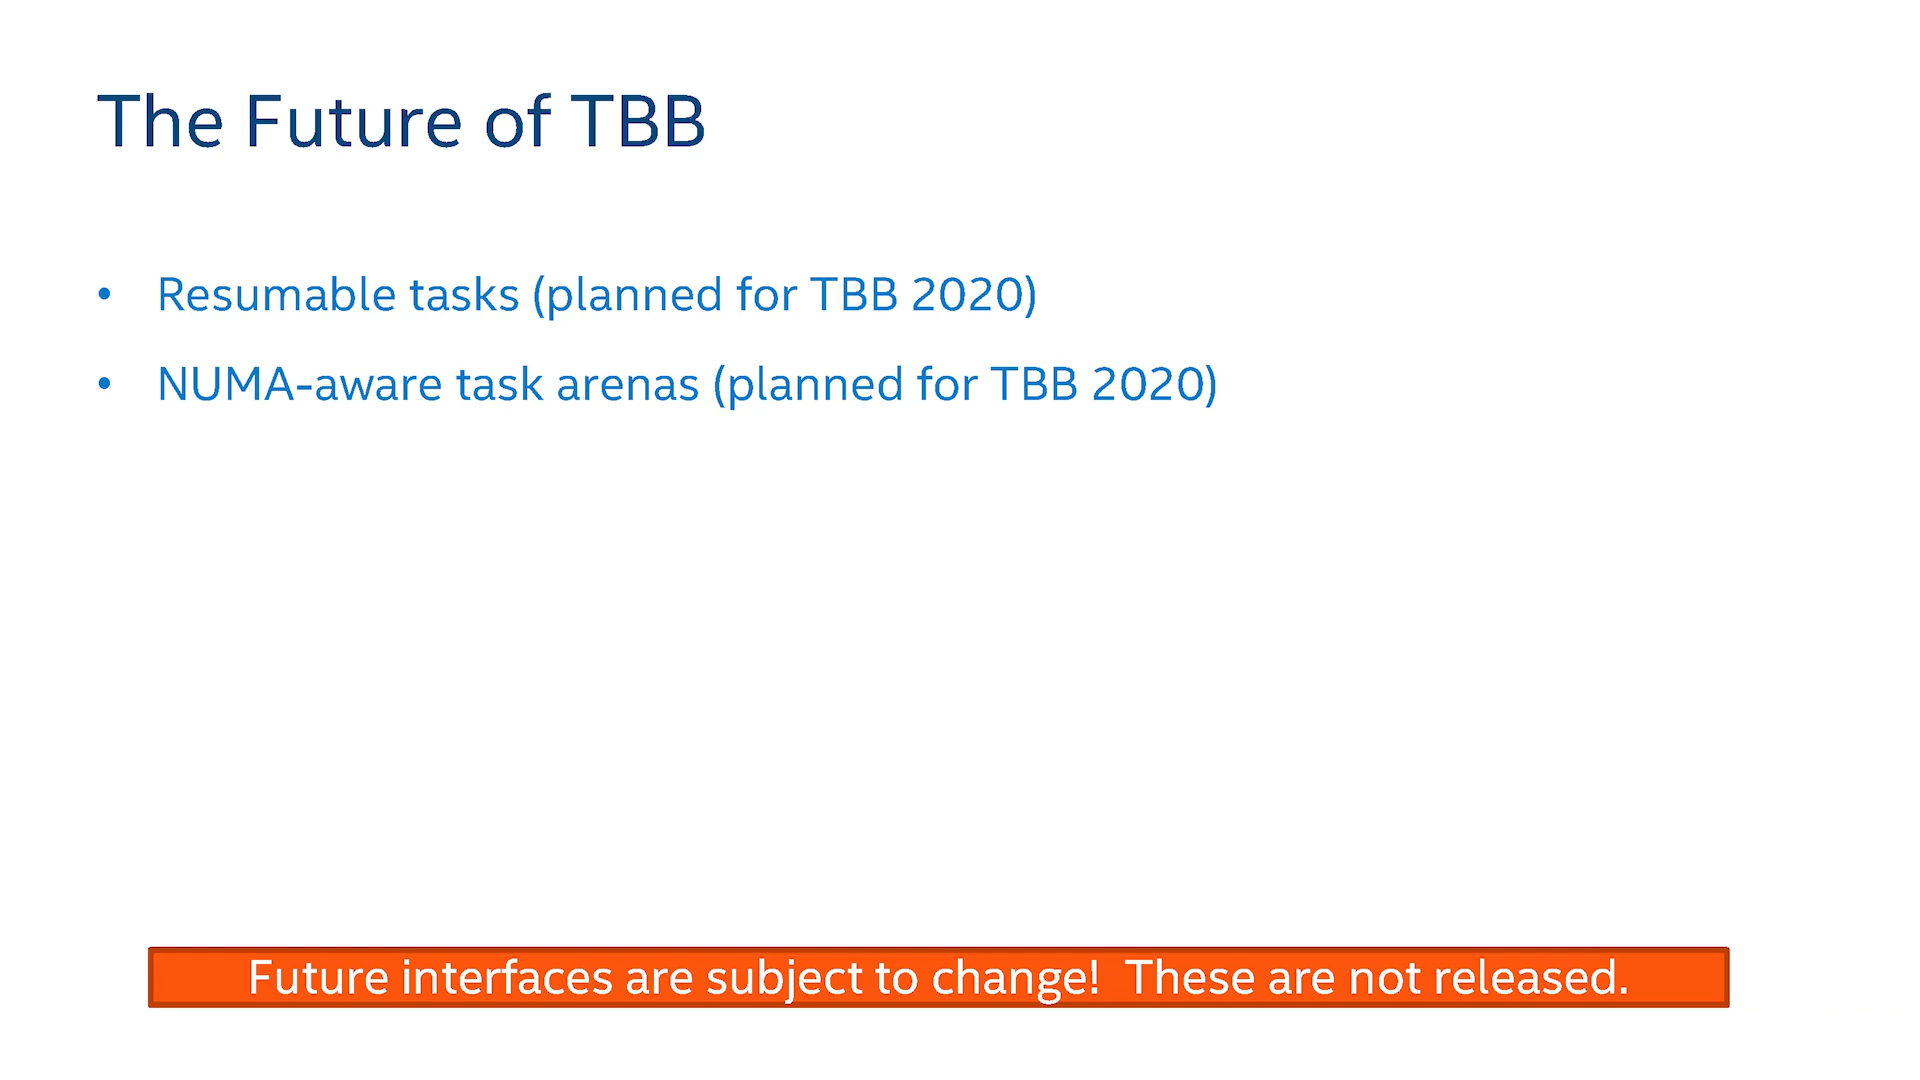 The Future of TBB
• Resumable tasks (planned for TBB 2020)
• NUMA-aware task arenas (planned for TBB 2020)
Future interfaces are subject to change!  These are not released.